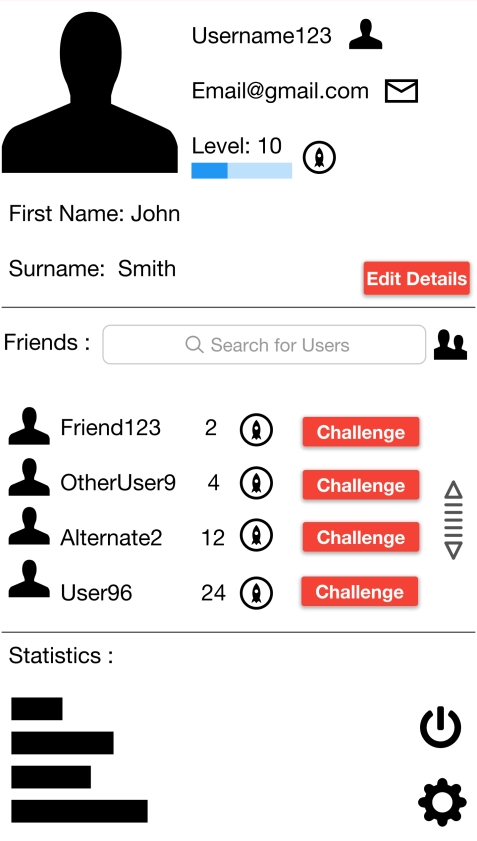 Username123
Email@gmail.com
Level: 10
First Name: John
Surname: Smith
Edit Details
Friends :
Search for Users
Friend123 2 Challenge
OtherUser9 4 Challenge
Alternate2 12 Challenge
User96 24 Challenge
Statistics :